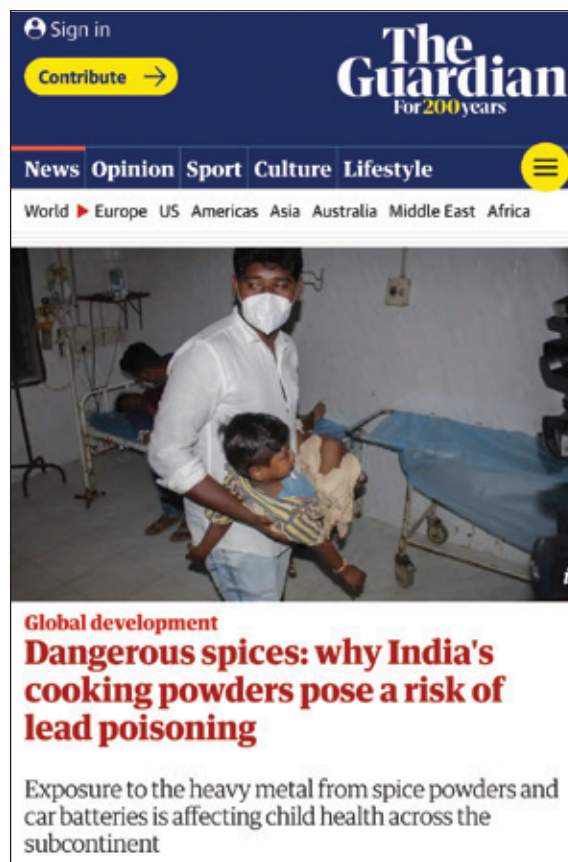 Sign in
Contribute →
The
Guardian
For 200 years
News Opinion Sport Culture Lifestyle
World ▶ Europe US Americas Asia Australia Middle East Africa
i
Global development
Dangerous spices: why India's
cooking powders pose a risk of
lead poisoning
Exposure to the heavy metal from spice powders and
car batteries is affecting child health across the
subcontinent